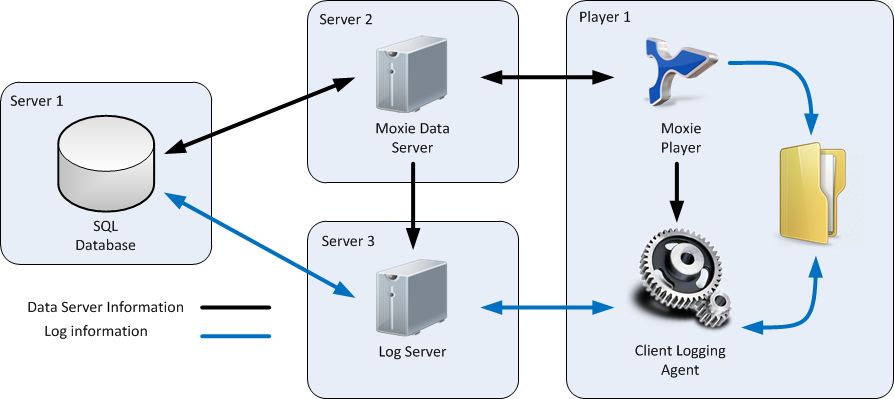 Server 1
SQL
Database
Server 2
Moxie Data
Server
Server 3
Log Server
Player 1
Moxie
Player
Client Logging
Agent
Data Server Information
Log information